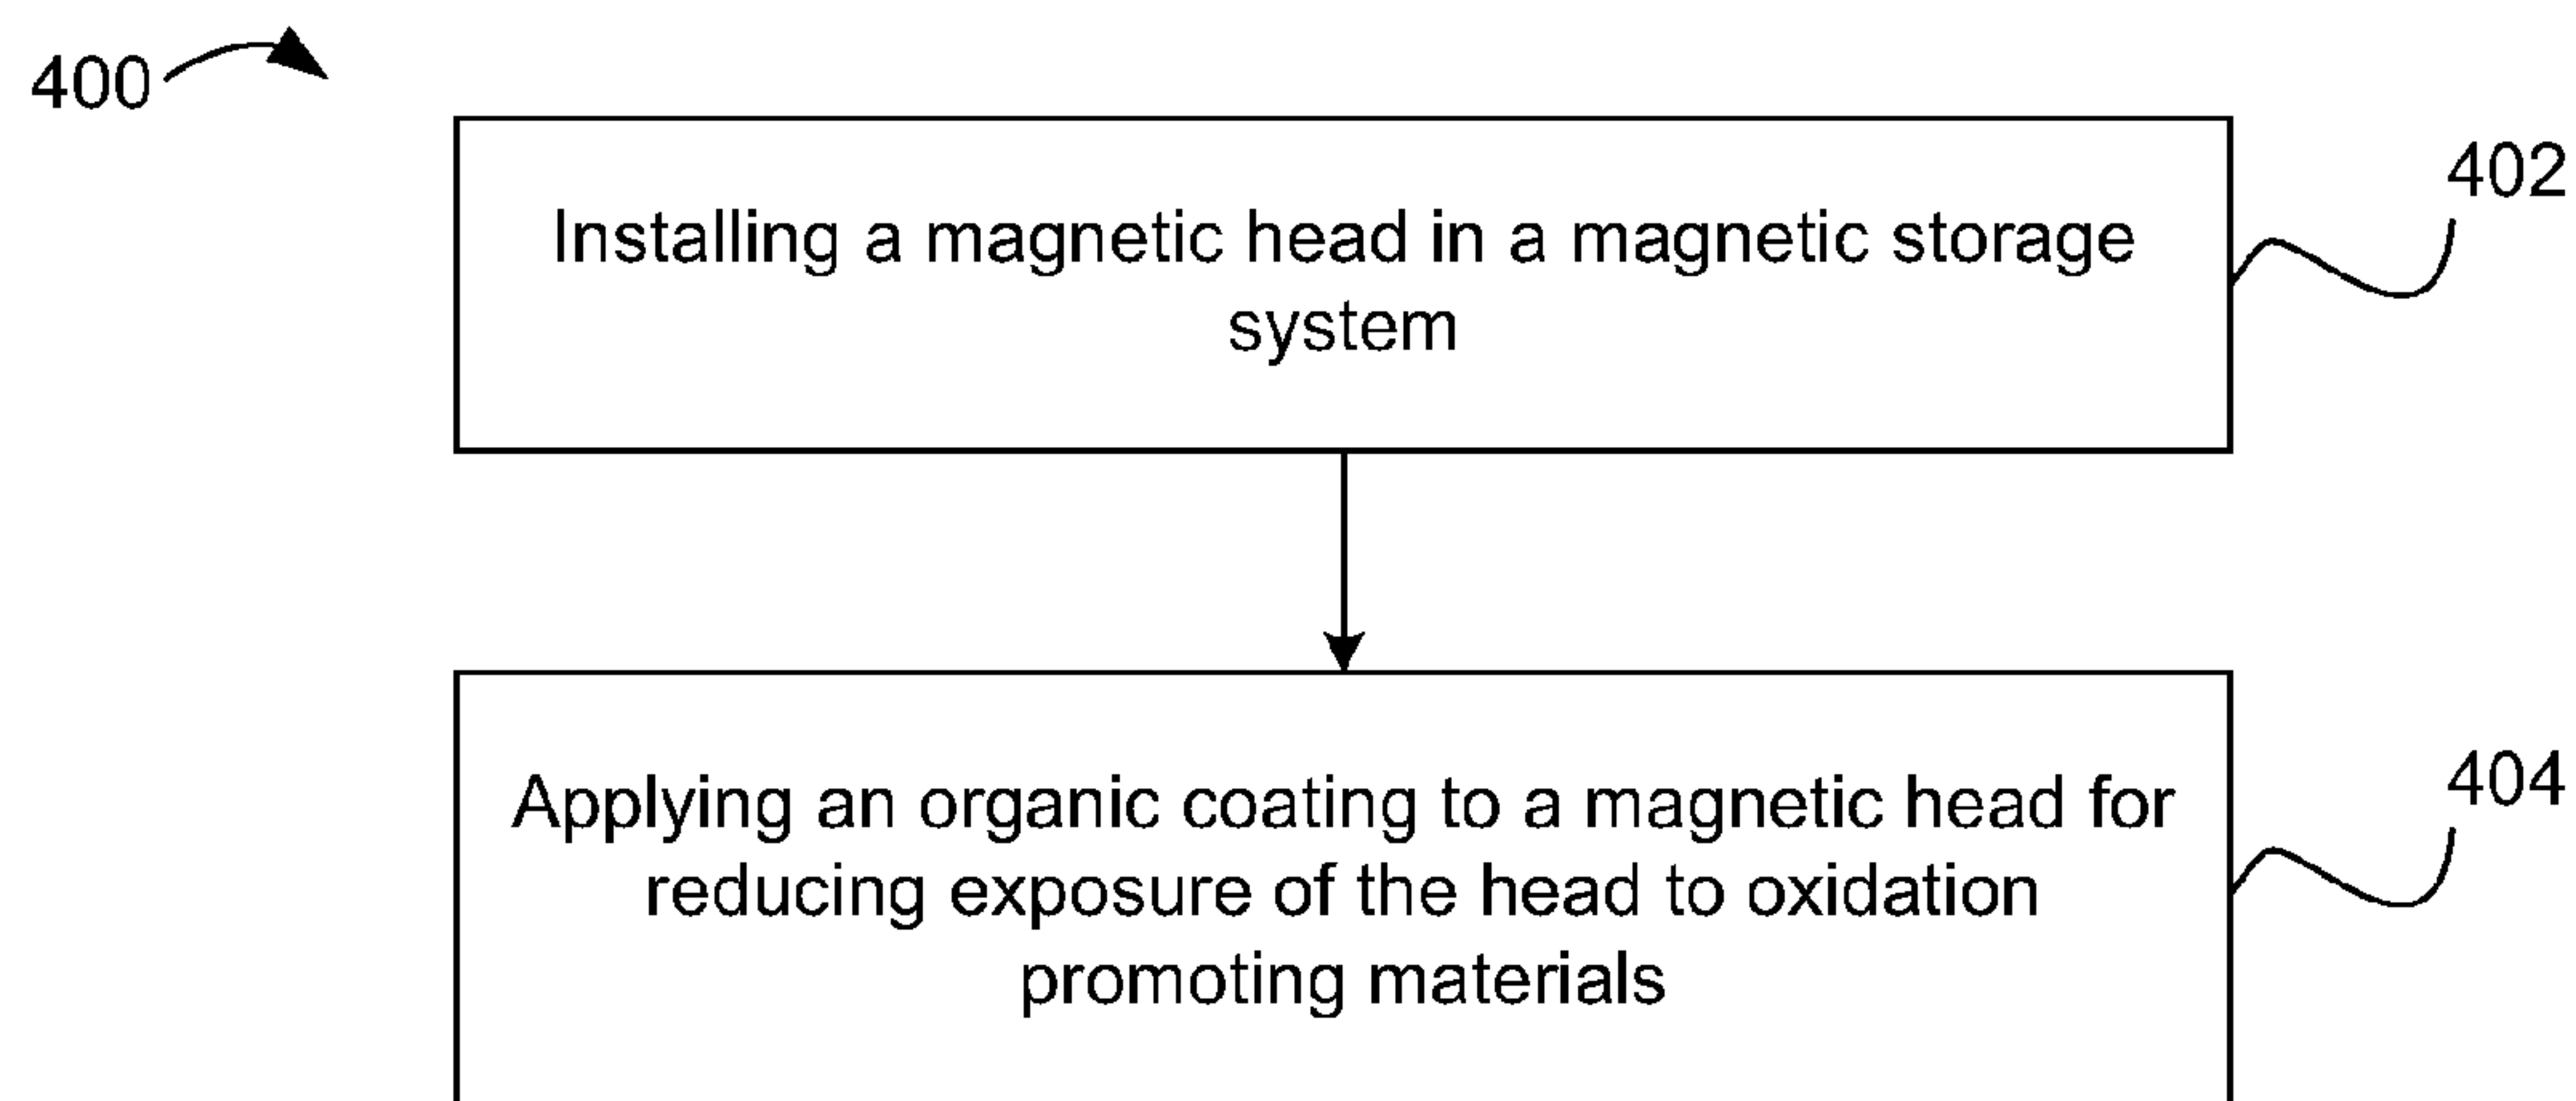 400
402
Installing a magnetic head in a magnetic storage
system
404
Applying an organic coating to a magnetic head for
reducing exposure of the head to oxidation
promoting materials